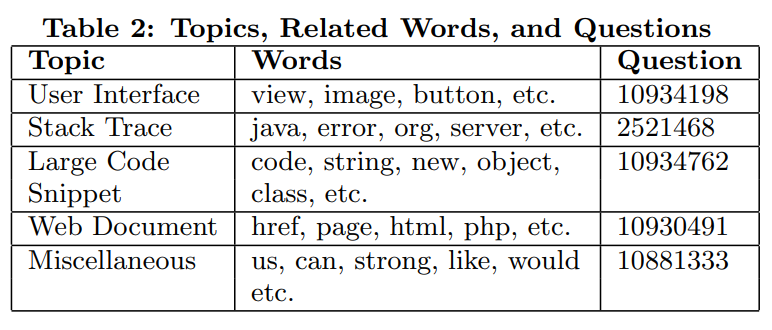 Table 2: Topics, Related Words, and Questions
Topic Words Question
User Interface view, image, button, etc. 10934198
Stack Trace java, error, org, server, etc. 2521468
Large Code code, string, new, object, 10934762
Snippet class, etc.
Web Document href, page, html, php, etc. 10930491
Miscellaneous us, can, strong, like, would 10881333
etc.